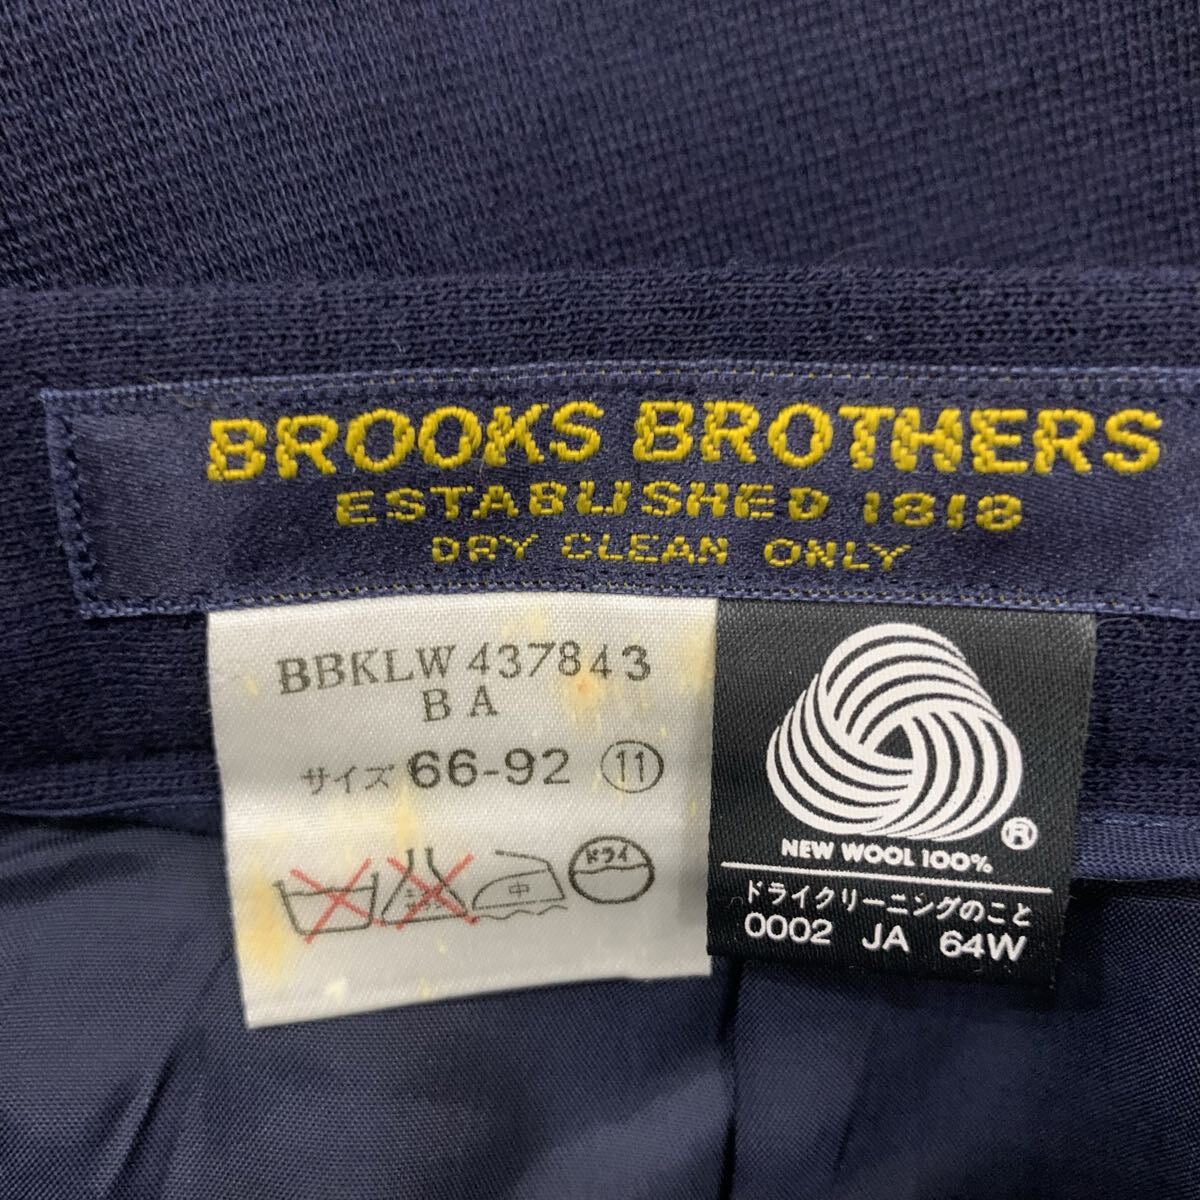 BROOKS BROTHERS
ESTABLISHED 1818
DRY CLEAN ONLY
BBKLW 437843
BA
サイズ 66-92 ⑪
中 ドライ
®
NEW WOOL 100%
ドライクリーニングのこと
0002 JA 64W